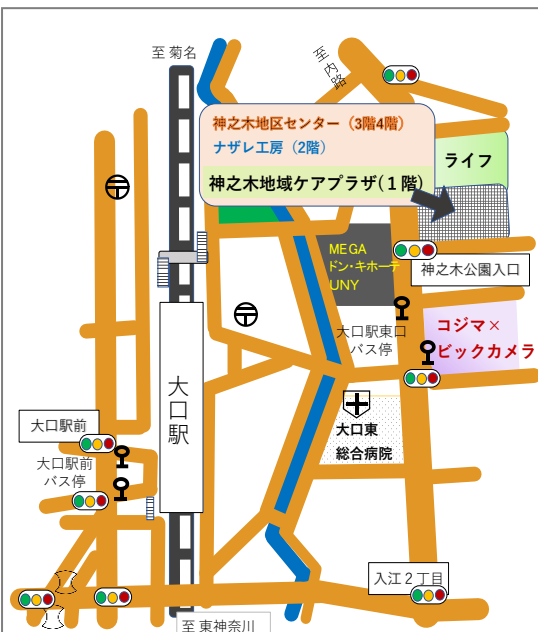 至 菊名
至内路
神之木地区センター（3階4階）
ナザレ工房（2階）
神之木地域ケアプラザ(１階)
ライフ
MEGA
ドン・キホーテ
UNY
神之木公園入口
大口駅東口
バス停
コジマ×
ビックカメラ
大口駅
大口駅前
大口駅前
バス停
大口東
総合病院
入江２丁目
至 東神奈川